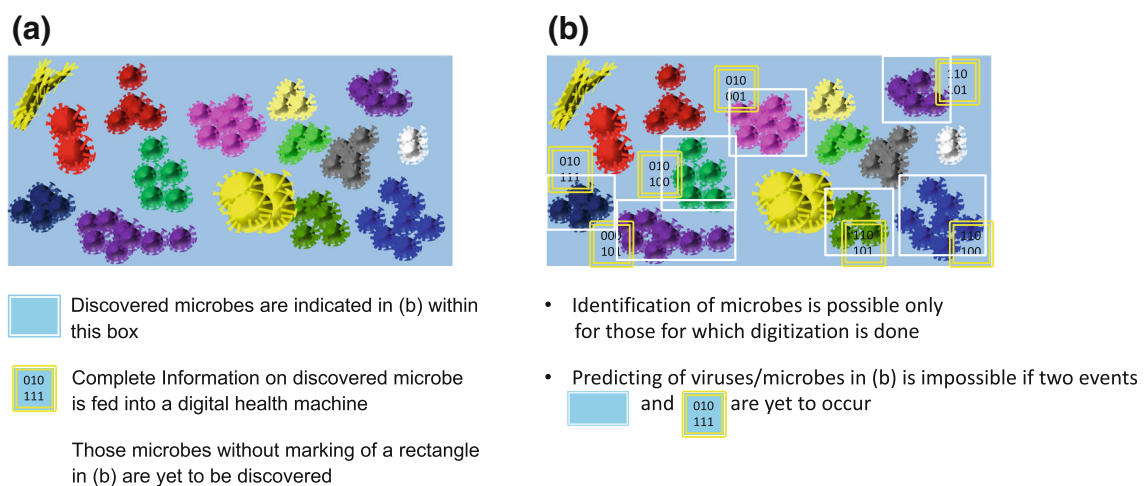 (a)
(b)
010
001
110
101
010
111
010
100
000
101
110
101
110
100
Discovered microbes are indicated in (b) within
this box
010
111
Complete Information on discovered microbe
is fed into a digital health machine
Those microbes without marking of a rectangle
in (b) are yet to be discovered
• Identification of microbes is possible only
for those for which digitization is done
• Predicting of viruses/microbes in (b) is impossible if two events
and
010
111
are yet to occur